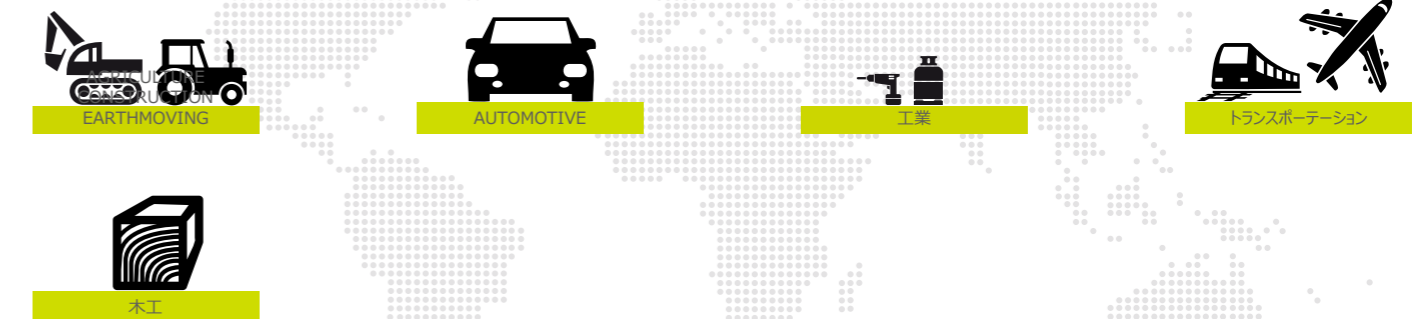 AGRICULTURE
CONSTRUCTION
EARTHMOVING
AUTOMOTIVE
工業
トランスポーテーション
木工